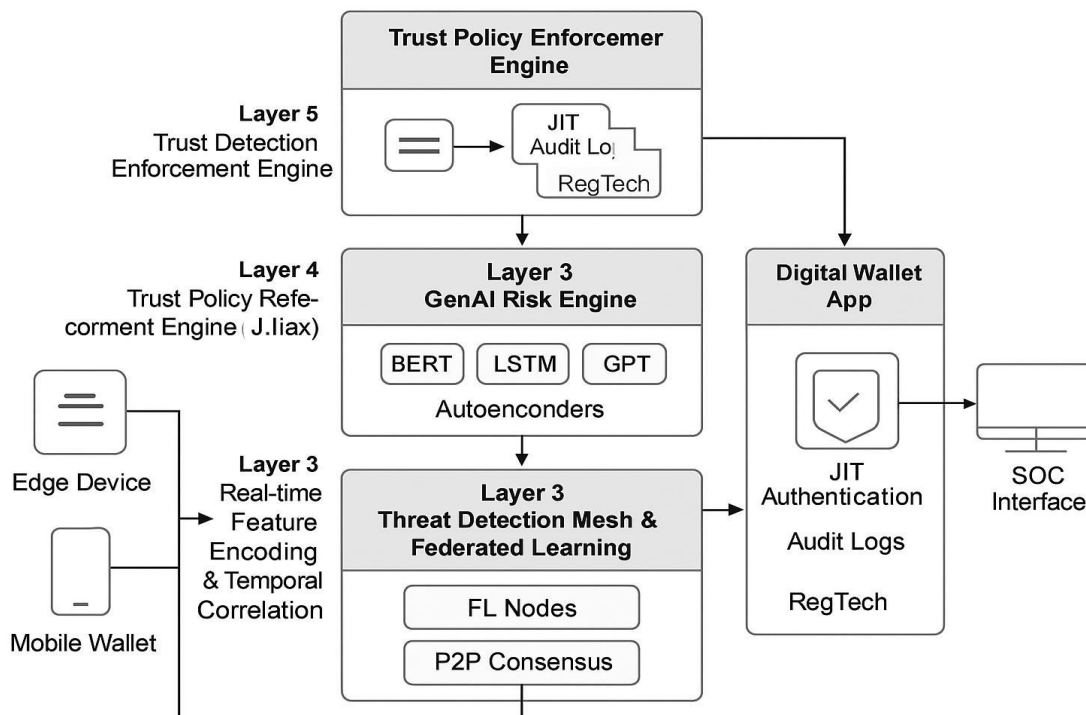 Trust Policy Enforcemer
Engine
Layer 5
Trust Detection
Enforcement Engine
JIT
Audit Lo
RegTech
Layer 4
Trust Policy Refe-
corment Engine ( J.liax)
Layer 3
GenAI Risk Engine
BERT
LSTM
GPT
Autoenconders
Digital Wallet
App
JIT
Authentication
Audit Logs
RegTech
SOC
Interface
Edge Device
Mobile Wallet
Layer 3
Real-time
Feature
Encoding
& Temporal
Correlation
Layer 3
Threat Detection Mesh &
Federated Learning
FL Nodes
P2P Consensus